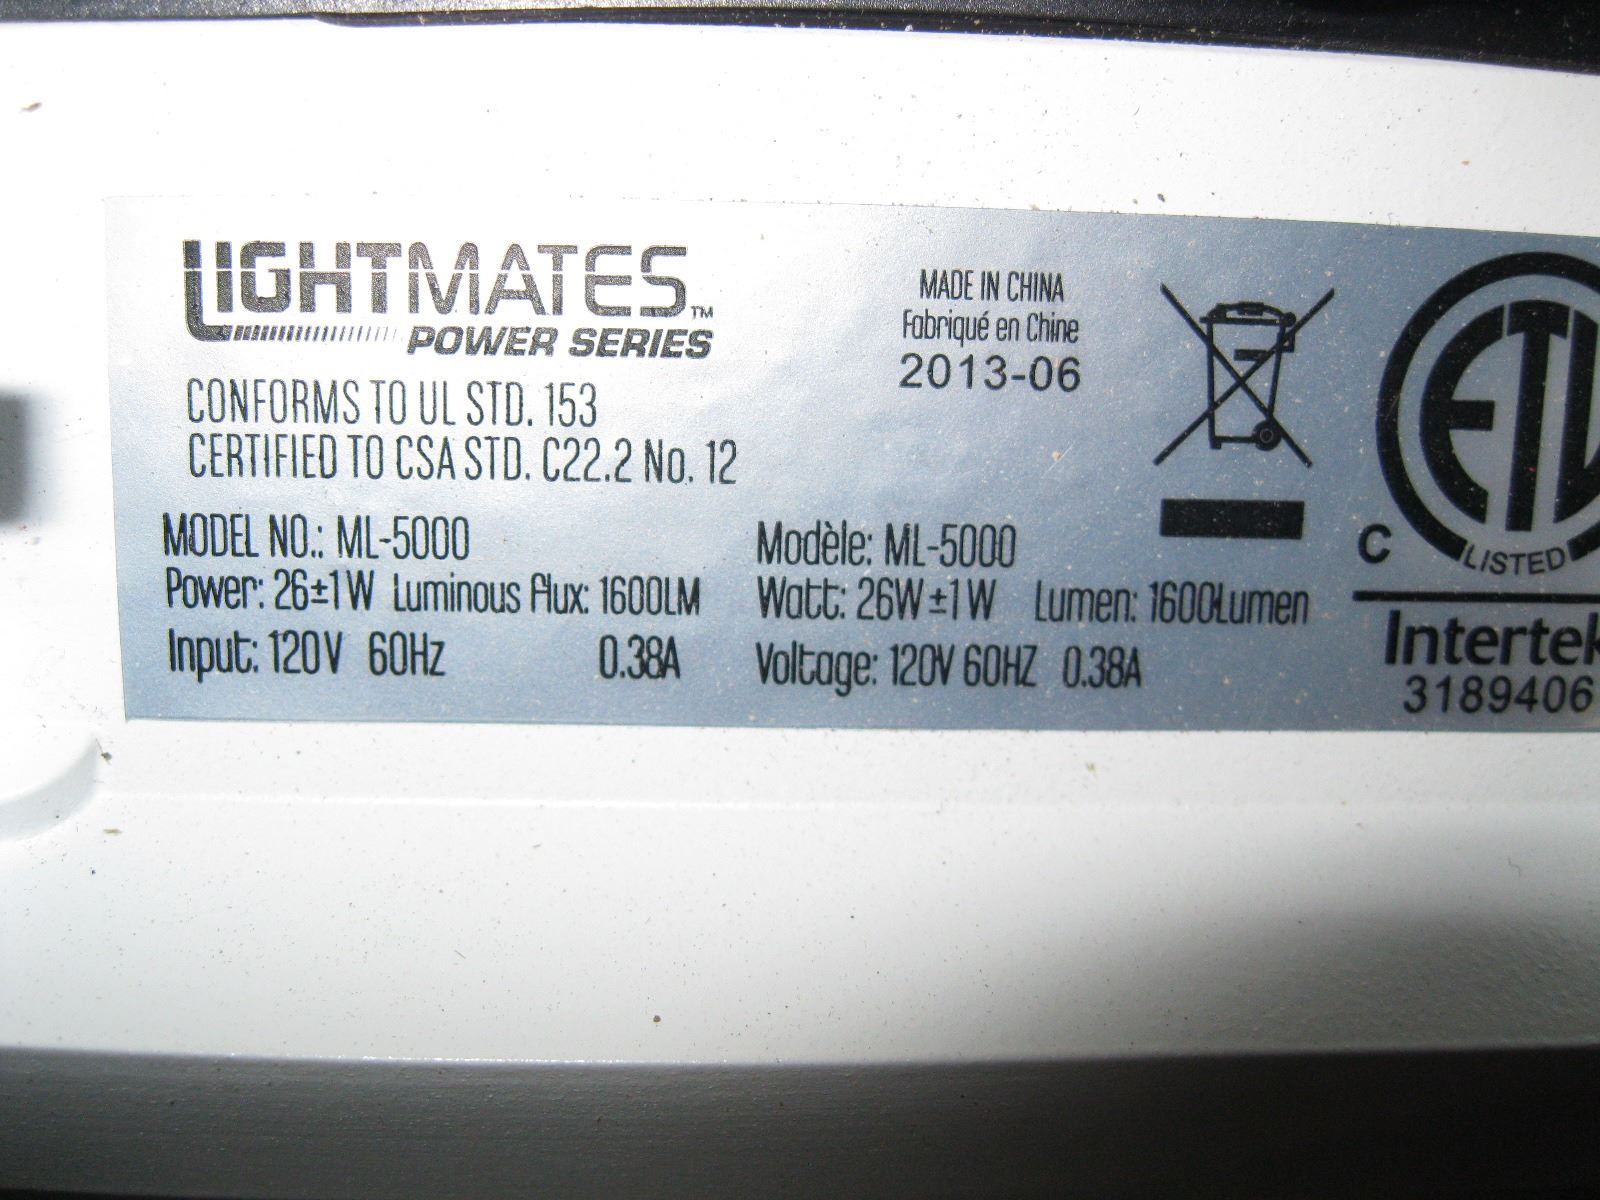 LIGHTMATES™
POWER SERIES
CONFORMS TO UL STD. 153
CERTIFIED TO CSA STD. C22.2 No. 12
MADE IN CHINA
Fabriqué en Chine
2013-06
MODEL NO.: ML-5000
Power: 26±1W Luminous Flux: 1600LM
Input: 120V 60Hz 0.38A
Modèle: ML-5000
Watt: 26W±1W Lumen: 1600Lumen
Voltage: 120V 60HZ 0.38A
ETL
C LISTED
Intertek
3189406